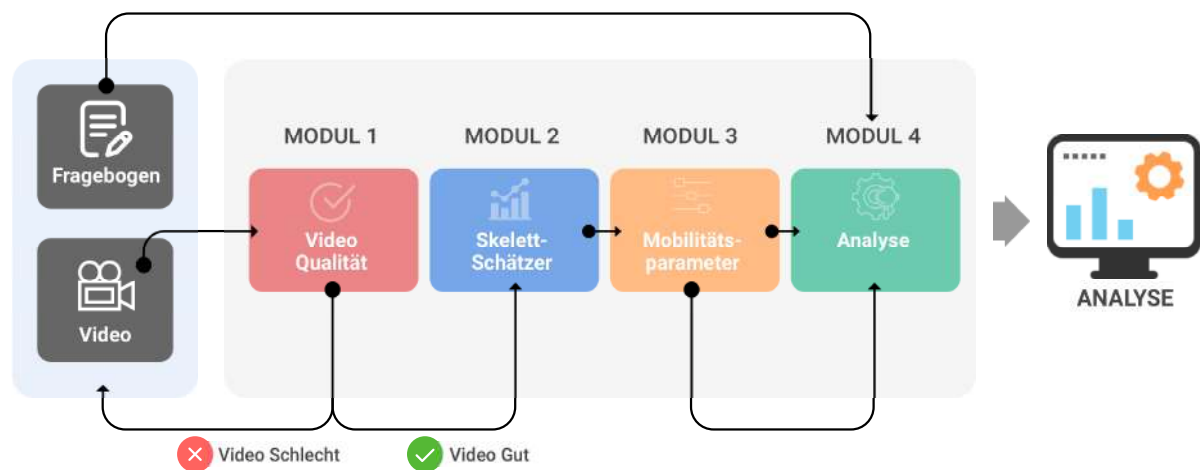 MODUL 1
MODUL 2
MODUL 3
MODUL 4
Fragebogen
Video
Qualität
Skelett-
Schätzer
Mobilitäts-
parameter
Analyse
Video
ANALYSE
Video Schlecht
Video Gut